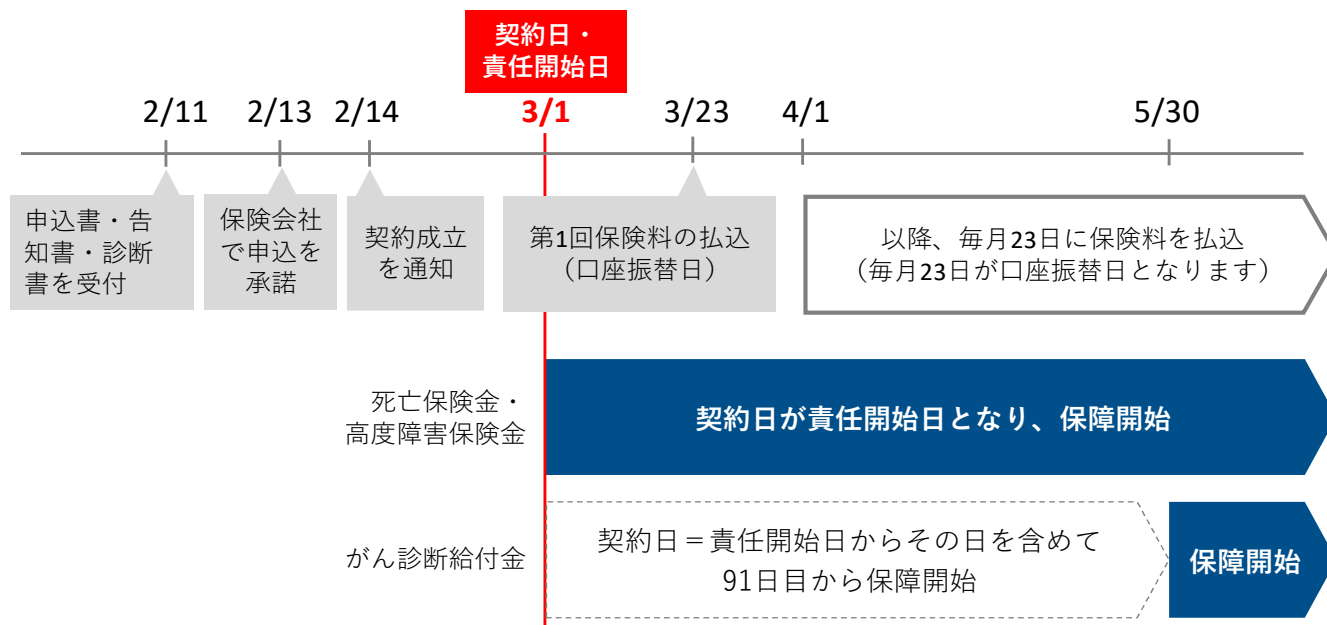 契約日・
責任開始日
2/11
2/13
2/14
3/1
3/23
4/1
5/30
申込書・告
知書・診断
書を受付
保険会社
で申込を
承諾
契約成立
を通知
第1回保険料の払込
（口座振替日）
以降、毎月23日に保険料を払込
（毎月23日が口座振替日となります）
死亡保険金・
高度障害保険金
契約日が責任開始日となり、保障開始
がん診断給付金
契約日＝責任開始日からその日を含めて
91日目から保障開始
保障開始